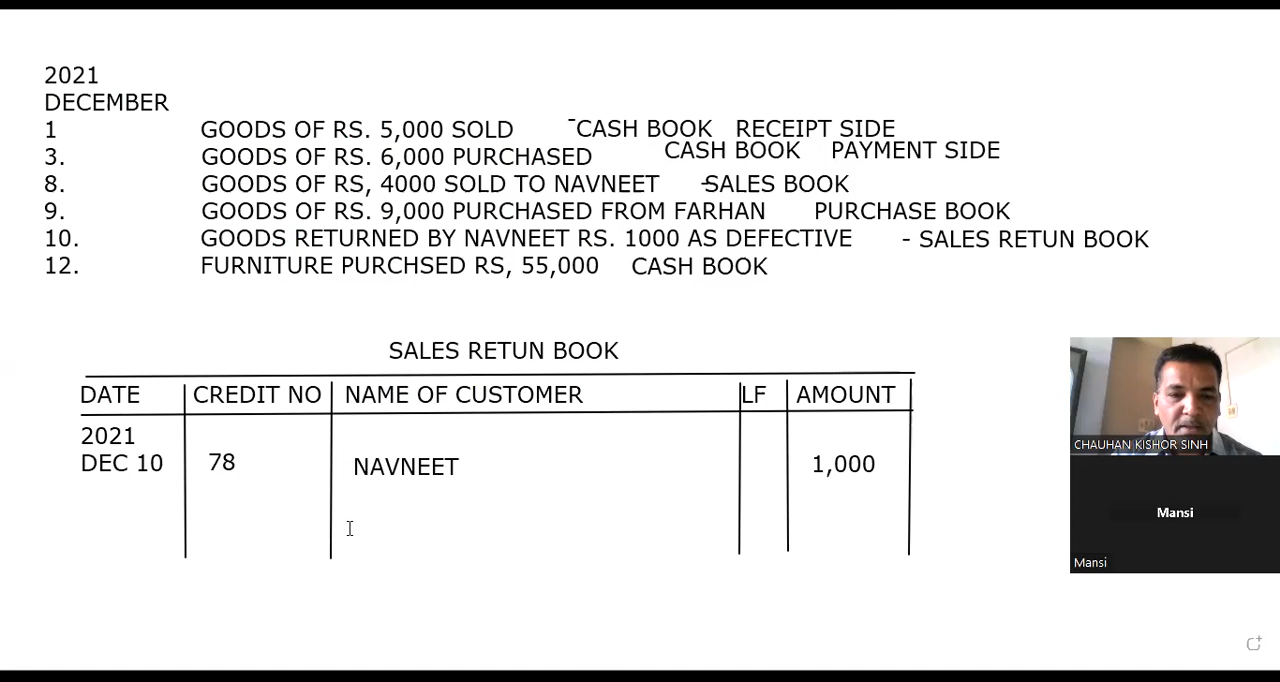 2021
DECEMBER
1 GOODS OF RS. 5,000 SOLD -CASH BOOK RECEIPT SIDE
3. GOODS OF RS. 6,000 PURCHASED CASH BOOK PAYMENT SIDE
8. GOODS OF RS, 4000 SOLD TO NAVNEET -SALES BOOK
9. GOODS OF RS. 9,000 PURCHASED FROM FARHAN PURCHASE BOOK
10. GOODS RETURNED BY NAVNEET RS. 1000 AS DEFECTIVE - SALES RETUN BOOK
12. FURNITURE PURCHSED RS, 55,000 CASH BOOK
SALES RETUN BOOK
DATE CREDIT NO NAME OF CUSTOMER LF AMOUNT
2021
DEC 10 78 NAVNEET 1,000
CHAUHAN KISHOR SINH
Mansi
Mansi